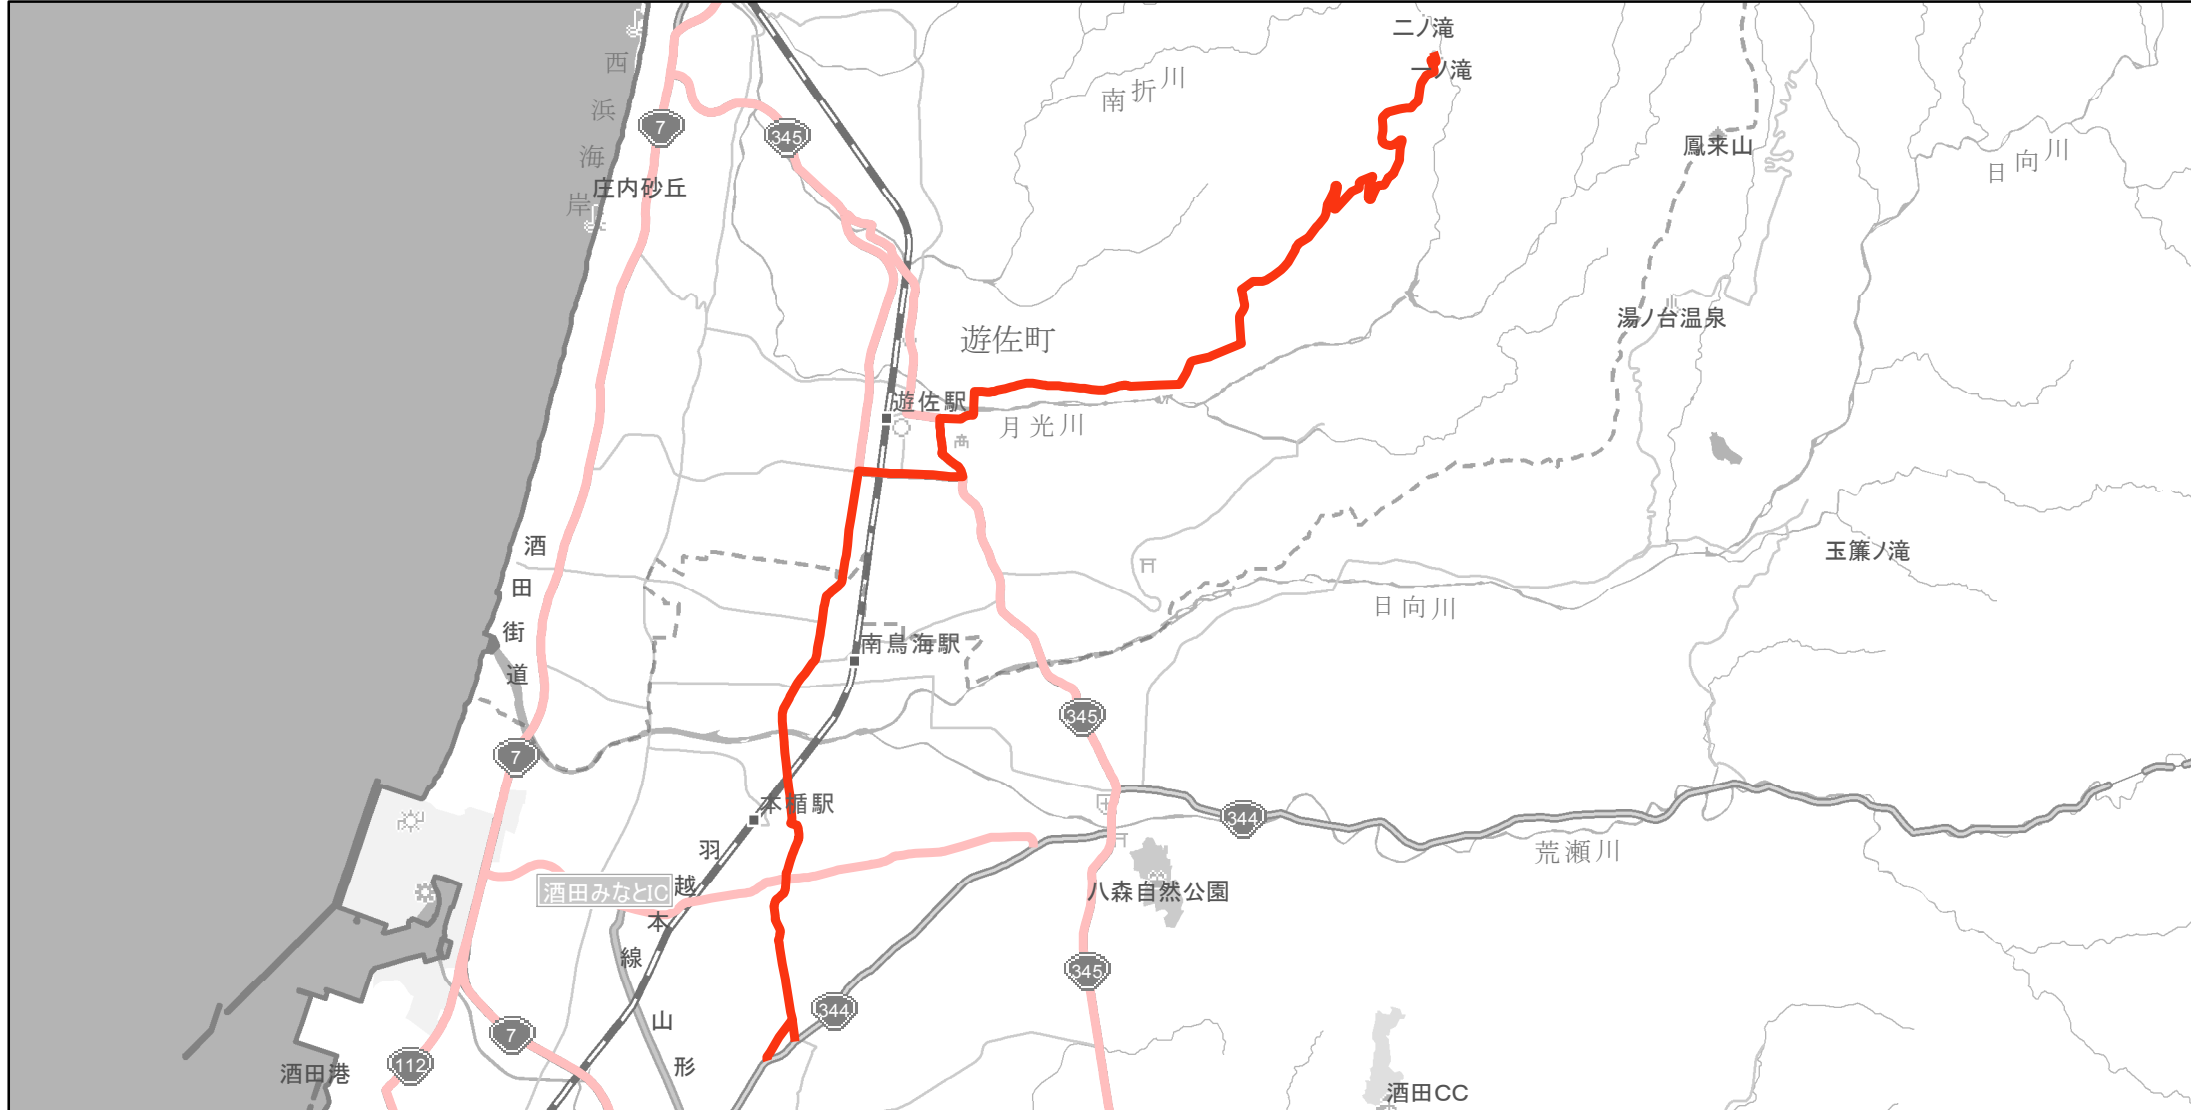 二ノ滝
一ノ滝
南折川
西浜海岸
7
345
鳳来山
日向川
庄内砂丘
湯ノ台温泉
遊佐町
遊佐駅
月光川
酒田街道
玉簾ノ滝
日向川
南鳥海駅
345
7
本楯駅
344
羽越本線
荒瀬川
酒田みなとIC
八森自然公園
345
344
山形
7
112
酒田港
酒田CC